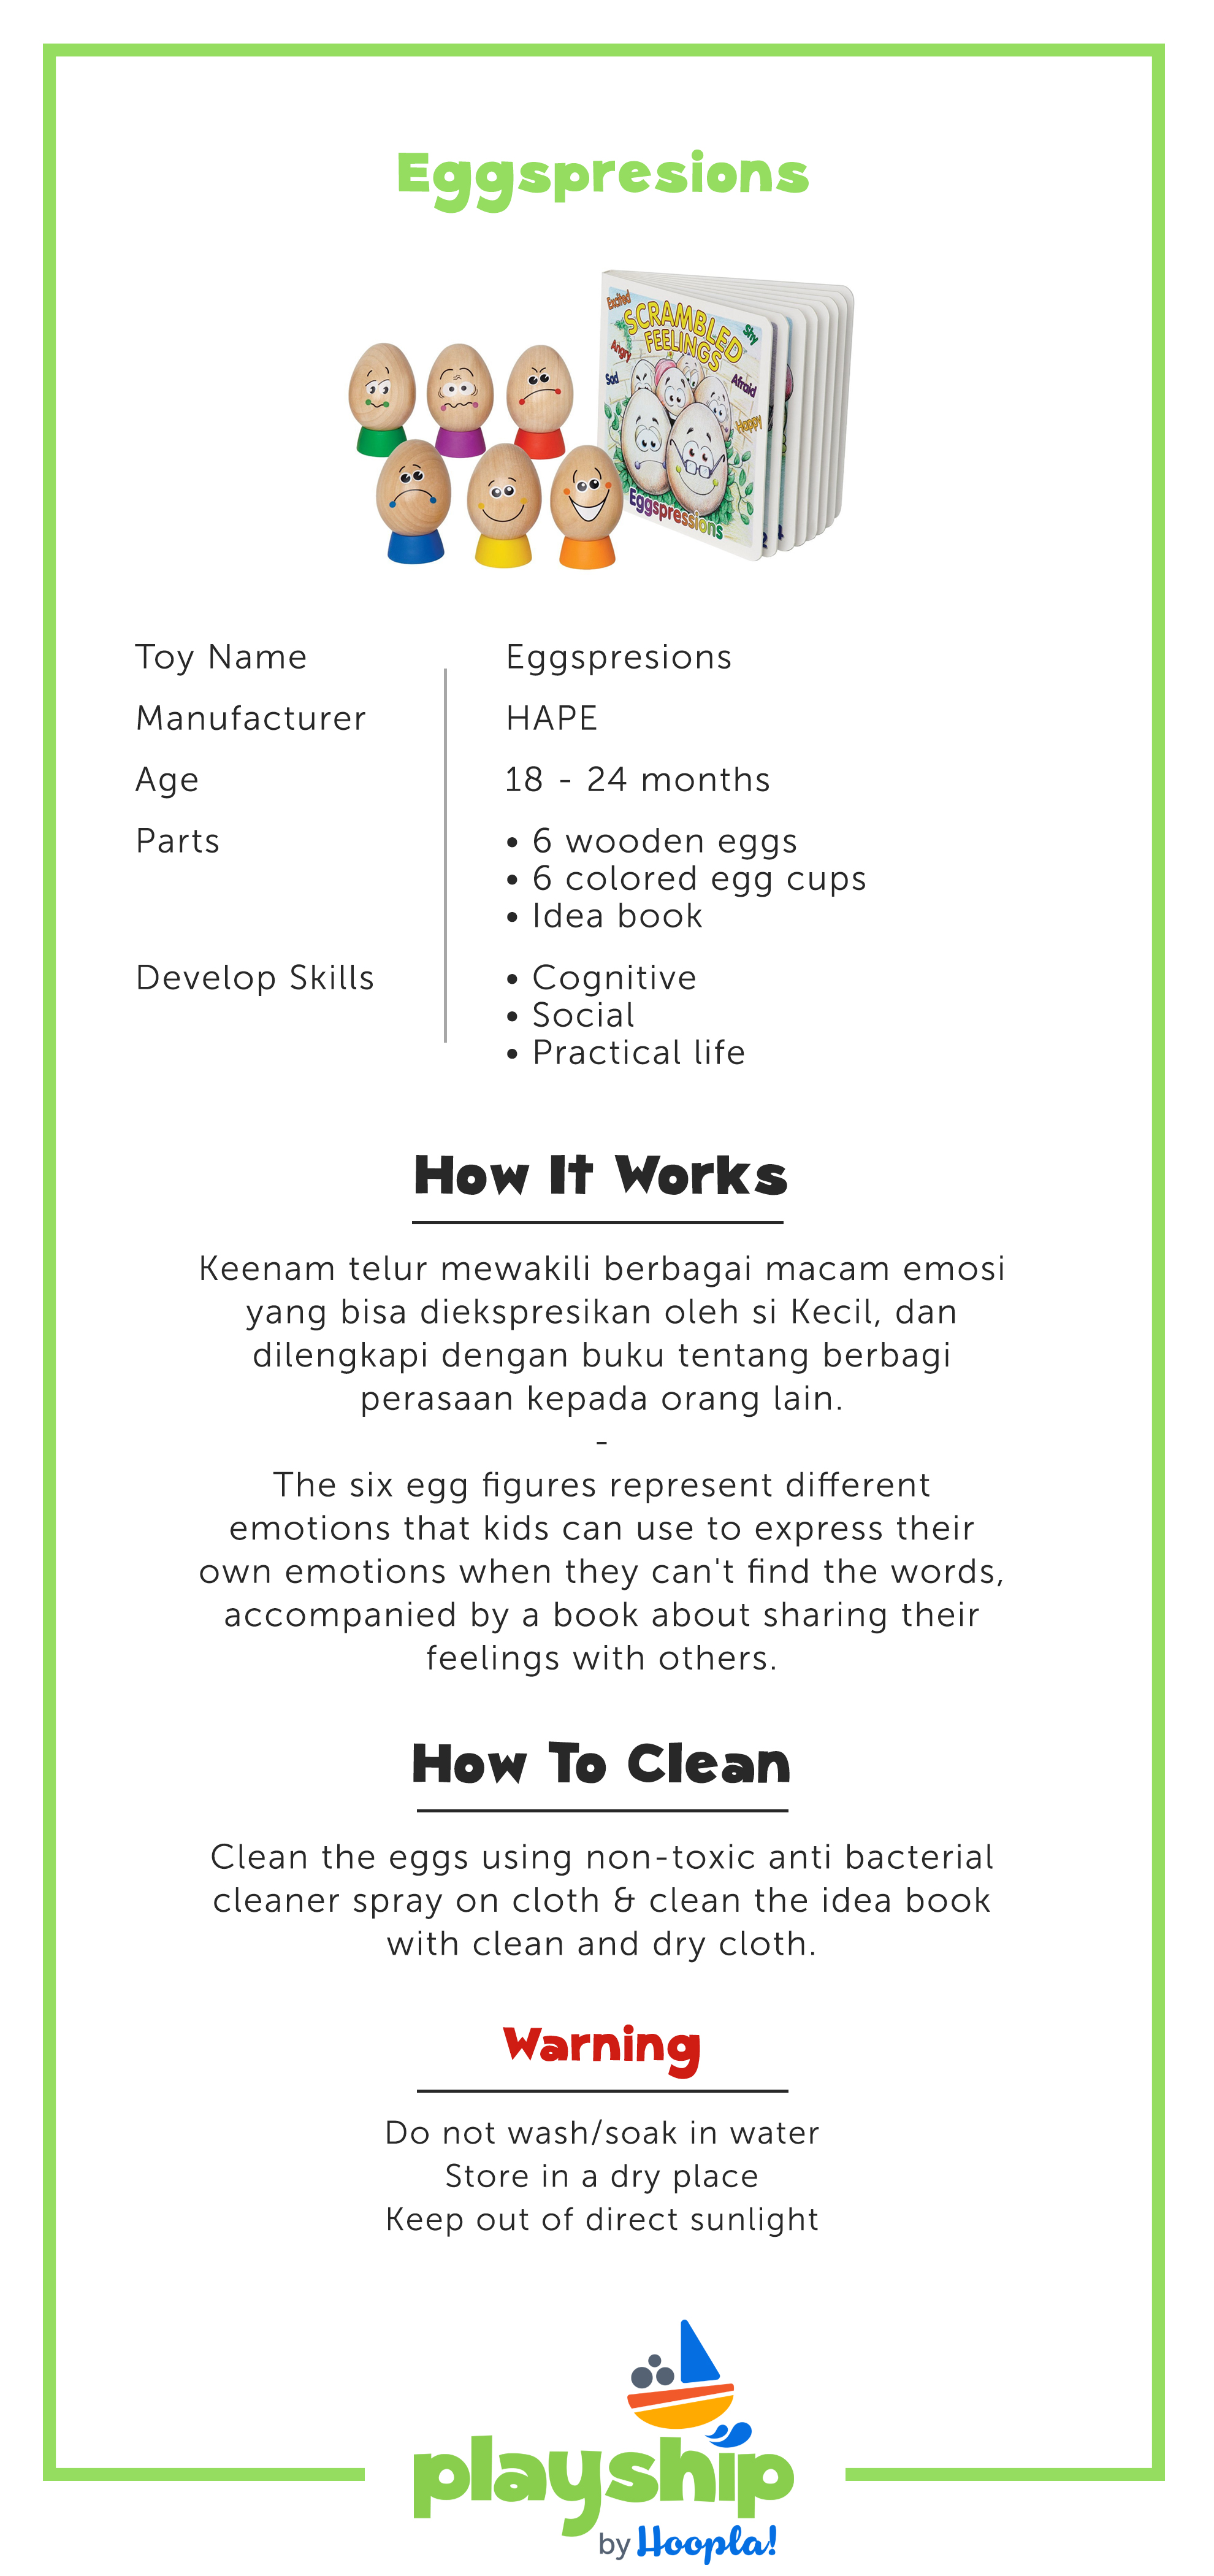 Eggspresions
Excited
SCRAMBLED
FEELINGS
Shy
Angry
Sad
Afraid
Happy
Eggspressions
Toy Name
Eggspresions
Manufacturer
HAPE
Age
18 - 24 months
Parts
• 6 wooden eggs
• 6 colored egg cups
• Idea book
Develop Skills
• Cognitive
• Social
• Practical life
How It Works
Keenam telur mewakili berbagai macam emosi
yang bisa diekspresikan oleh si Kecil, dan
dilengkapi dengan buku tentang berbagi
perasaan kepada orang lain.
-
The six egg figures represent different
emotions that kids can use to express their
own emotions when they can't find the words,
accompanied by a book about sharing their
feelings with others.
How To Clean
Clean the eggs using non-toxic anti bacterial
cleaner spray on cloth & clean the idea book
with clean and dry cloth.
Warning
Do not wash/soak in water
Store in a dry place
Keep out of direct sunlight
playship
by Hoopla!